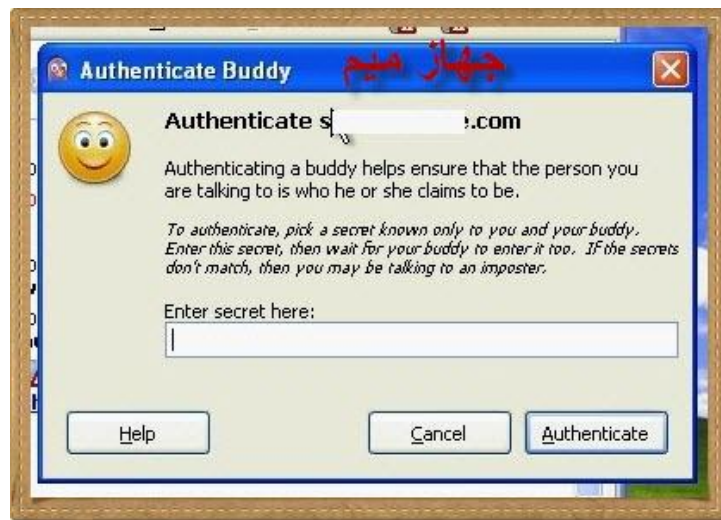 Authenticate Buddy
جهاز ميم
Authenticate s .com
Authenticating a buddy helps ensure that the person you
are talking to is who he or she claims to be.
To authenticate, pick a secret known only to you and your buddy.
Enter this secret, then wait for your buddy to enter it too. If the secrets
don't match, then you may be talking to an imposter.
Enter secret here:
Help
Cancel
Authenticate